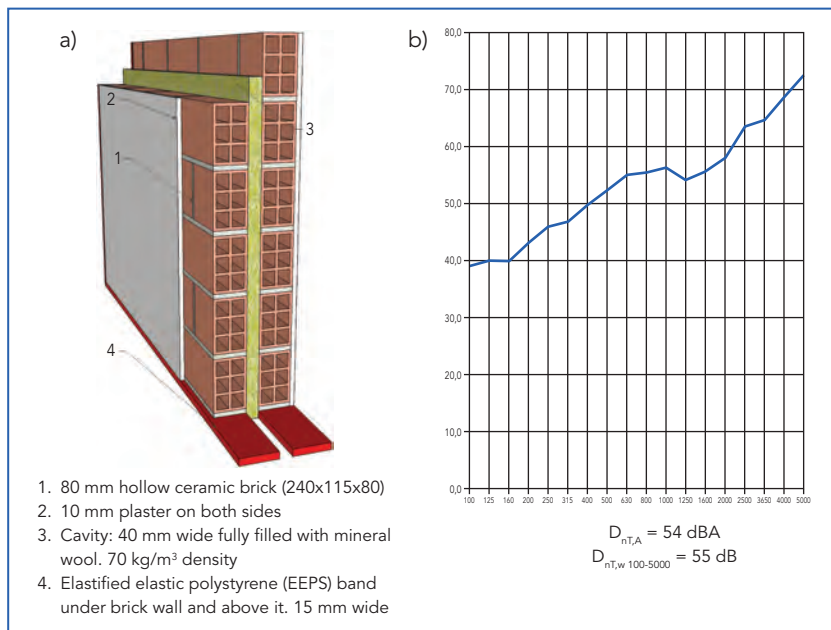 a)
2
1
3
4
1. 80 mm hollow ceramic brick (240x115x80)
2. 10 mm plaster on both sides
3. Cavity: 40 mm wide fully filled with mineral
wool. 70 kg/m³ density
4. Elastified elastic polystyrene (EEPS) band
under brick wall and above it. 15 mm wide
b)
80,0
70,0
60,0
50,0
40,0
30,0
20,0
10,0
0,0
100 125 160 200 250 315 400 500 630 800 1000 1250 1600 2000 2500 3650 4000 5000
DnT,A = 54 dBA
DnT,w 100-5000 = 55 dB